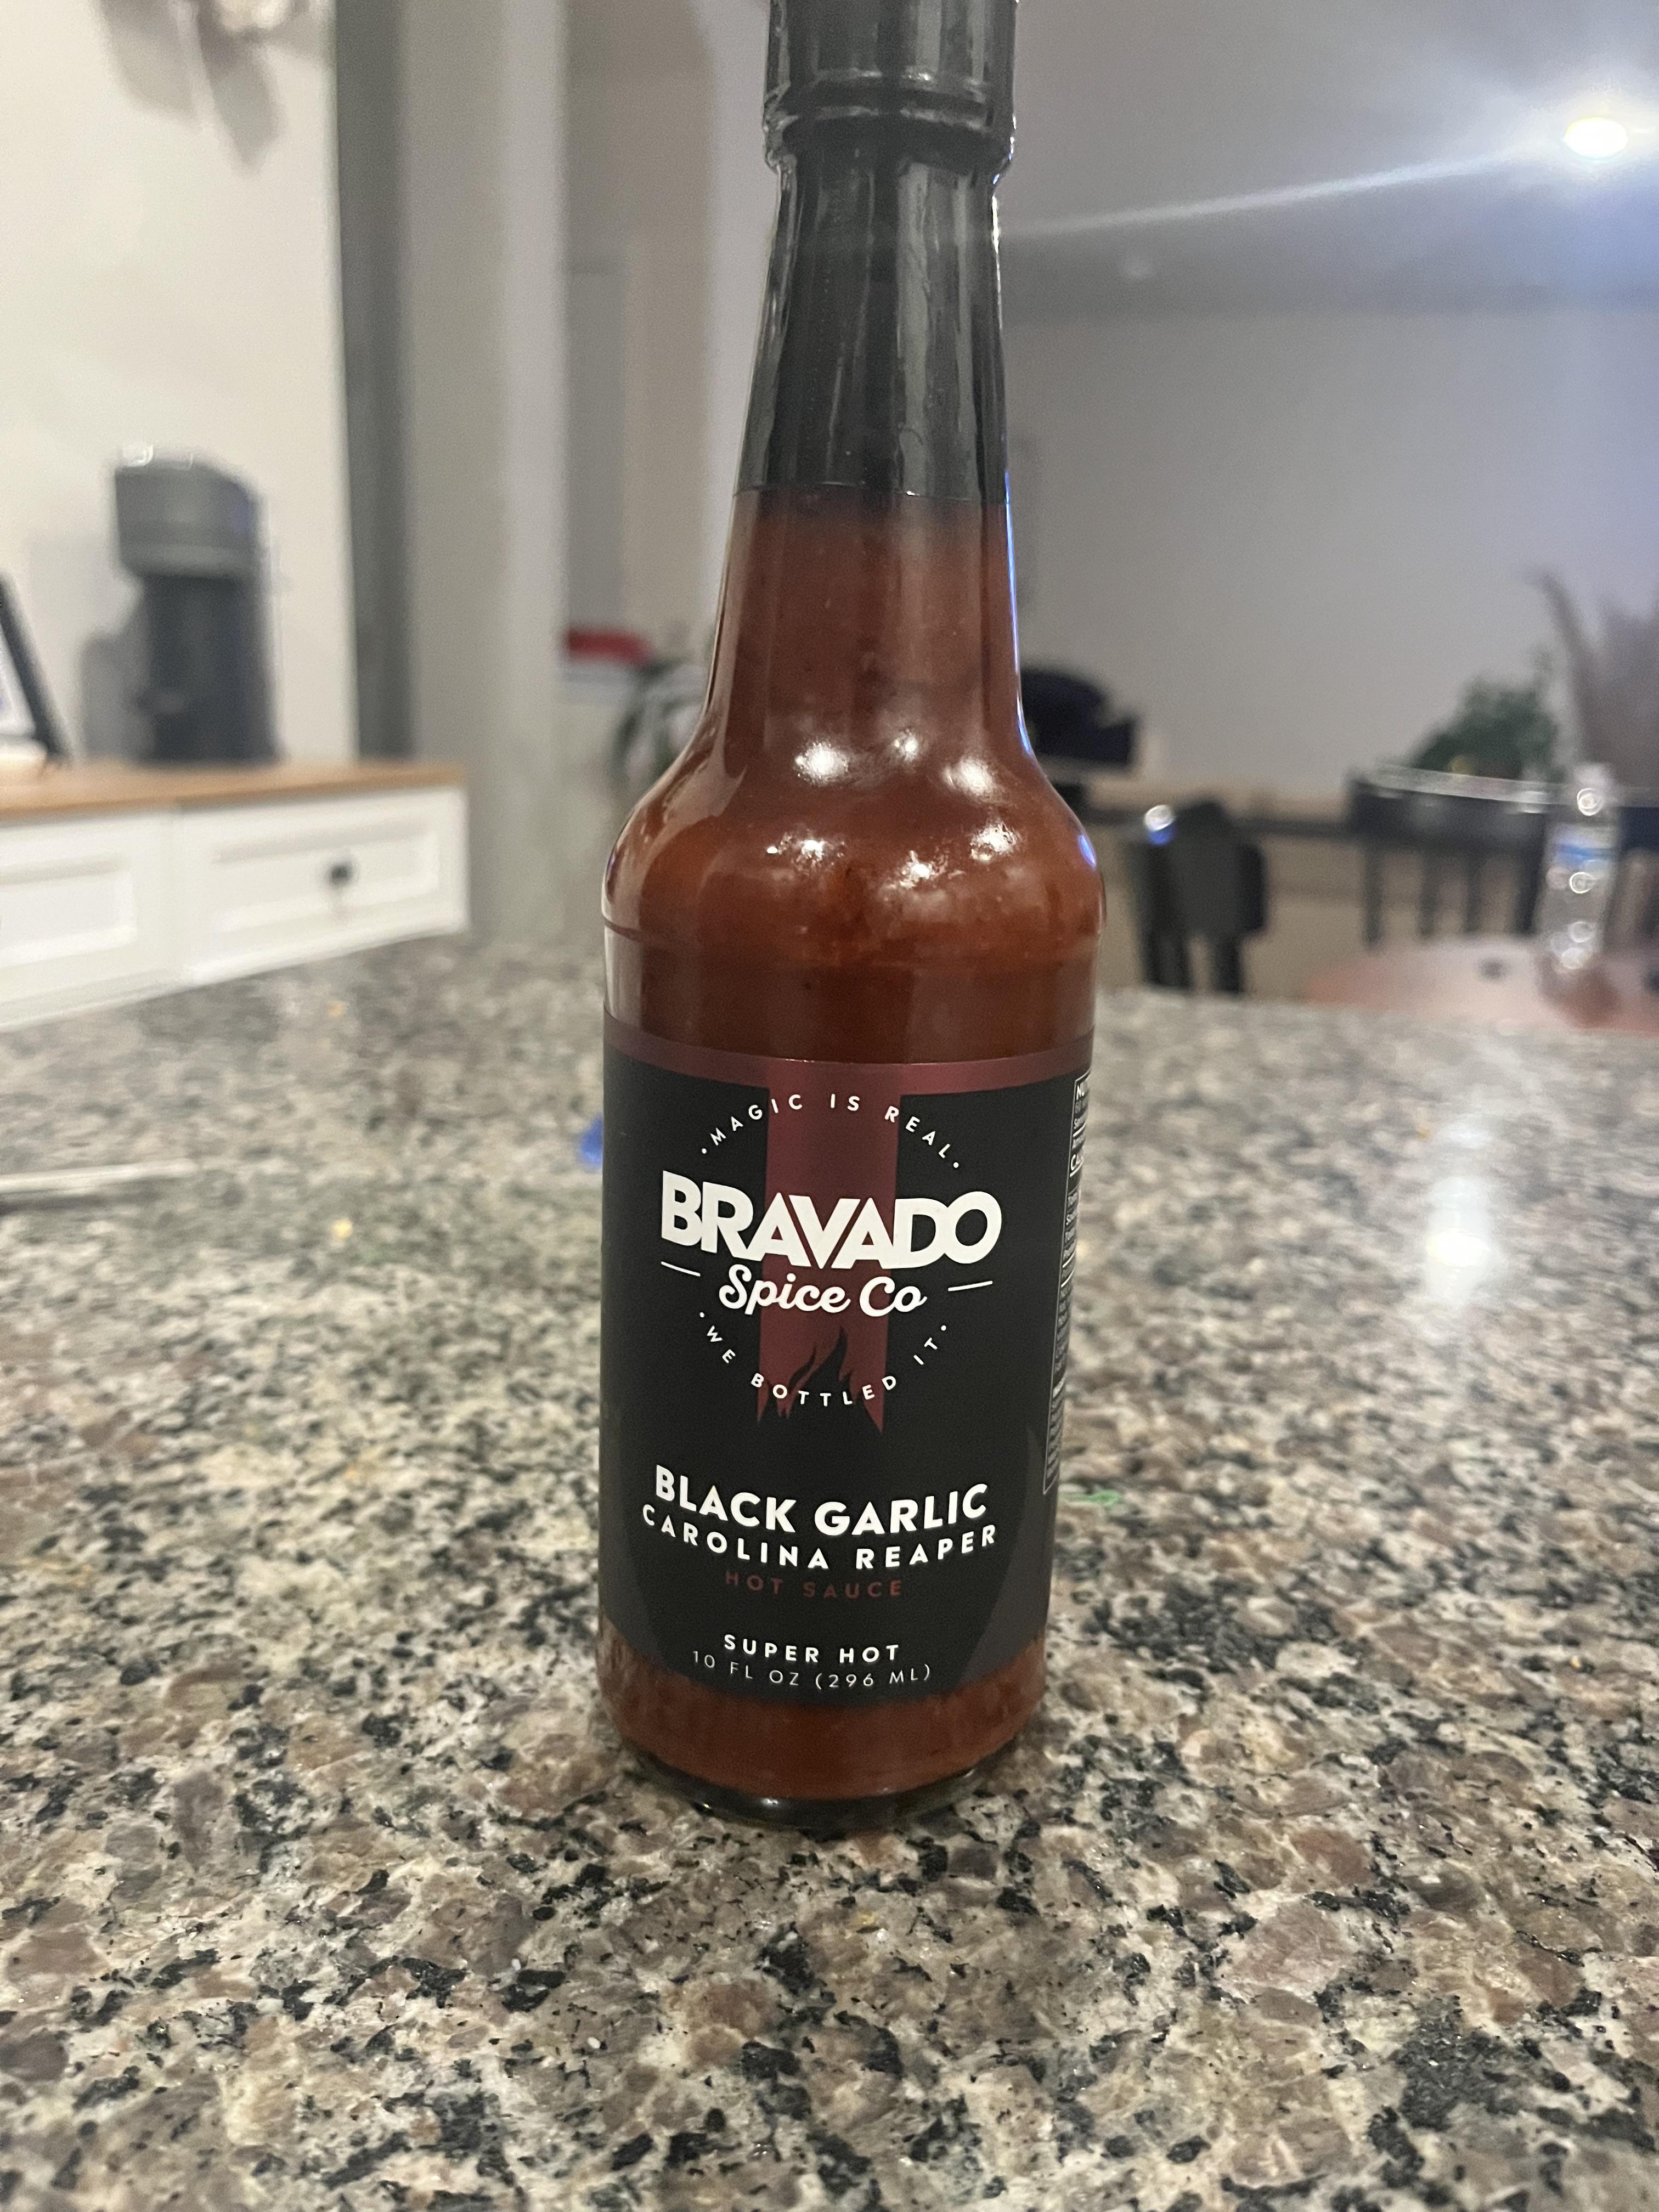 ·MAGIC IS REAL·
BRAVADO
Spice Co
·WE BOTTLED IT·
BLACK GARLIC
CAROLINA REAPER
HOT SAUCE
SUPER HOT
10 FL OZ (296 ML)